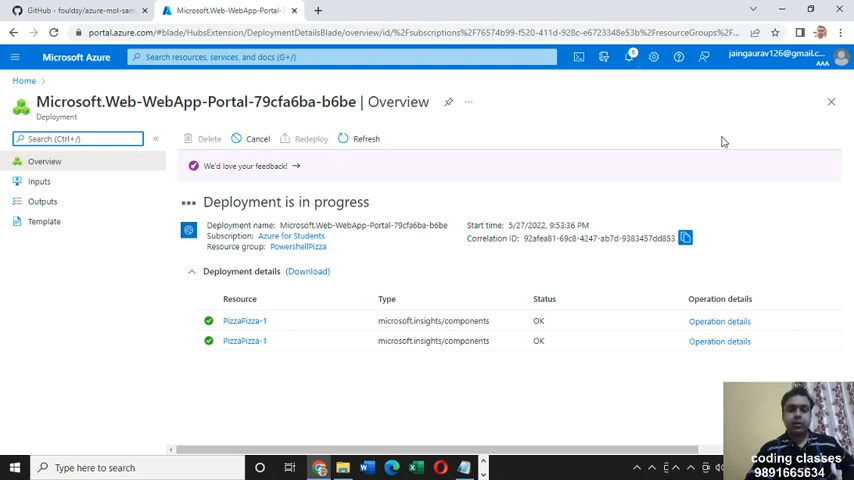 GitHub - fouldsy/azure-mol-sam
Microsoft.Web-WebApp-Portal-7
portal.azure.com/#blade/HubsExtension/DeploymentDetailsBlade/overview/id/%2Fsubscriptions%2F76574b99-f520-4d11-928c-e6723348e53b%2FresourceGroups%2F...
Microsoft Azure
Search resources, services, and docs (G+/)
6
jaingaurav126@gmail.c...
AAA
Home
Microsoft.Web-WebApp-Portal-79cfa6ba-b6be | Overview
Deployment
Search (Ctrl+/)
Delete
Cancel
Redeploy
Refresh
Overview
We'd love your feedback!
Inputs
Outputs
Template
Deployment is in progress
Deployment name: Microsoft.Web-WebApp-Portal-79cfa6ba-b6be
Subscription: Azure for Students
Resource group: PowershellPizza
Start time: 5/27/2022, 9:53:36 PM
Correlation ID: 92afea81-69c8-4247-ab7d-9383457dd853
Deployment details (Download)
Resource Type Status Operation details
PizzaPizza-1 microsoft.insights/components OK Operation details
PizzaPizza-1 microsoft.insights/components OK Operation details
coding classes
9891665634
Type here to search